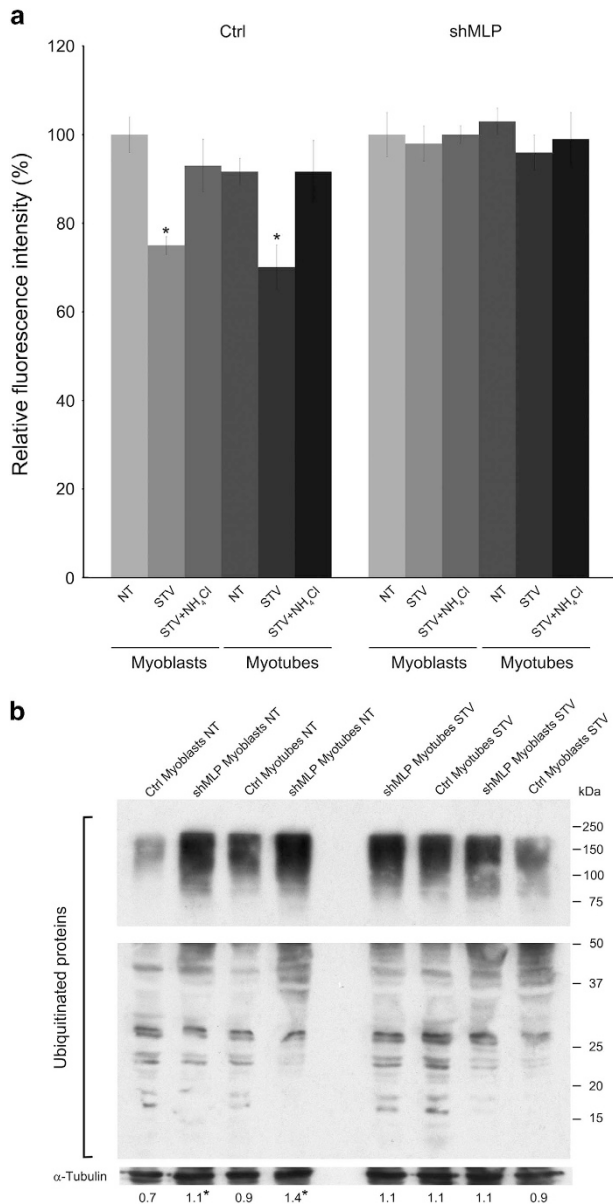 a
Ctrl shMLP
Relative fluorescence intensity (%)
120
100
80
60
40
20
0
* *
NT STV STV+NH4Cl NT STV STV+NH4Cl NT STV STV+NH4Cl NT STV STV+NH4Cl
Myoblasts Myotubes Myoblasts Myotubes
b
Ctrl Myoblasts NT
shMLP Myoblasts NT
Ctrl Myotubes NT
shMLP Myotubes NT
shMLP Myotubes STV
Ctrl Myotubes STV
shMLP Myoblasts STV
Ctrl Myoblasts STV
kDa
250
150
100
75
50
37
25
20
15
Ubiquitinated proteins
α-Tubulin
0.7 1.1* 0.9 1.4* 1.1 1.1 1.1 0.9